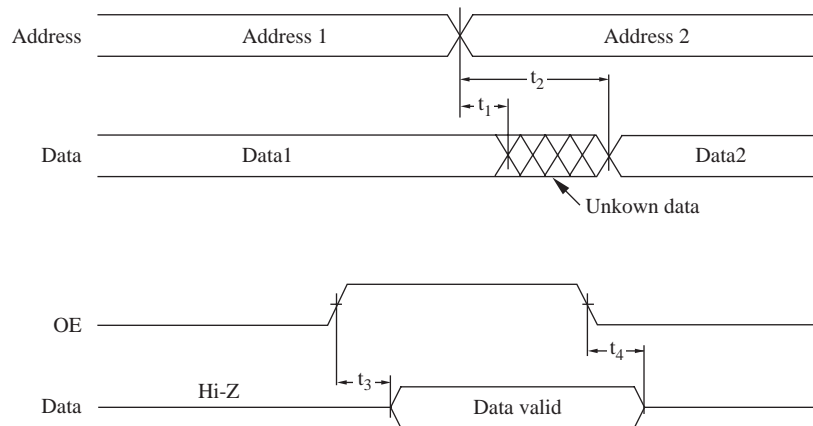 Address Address 1 Address 2
t2
t1
Data Data1 Data2
Unkown data
OE
t4
t3
Hi-Z
Data Data valid